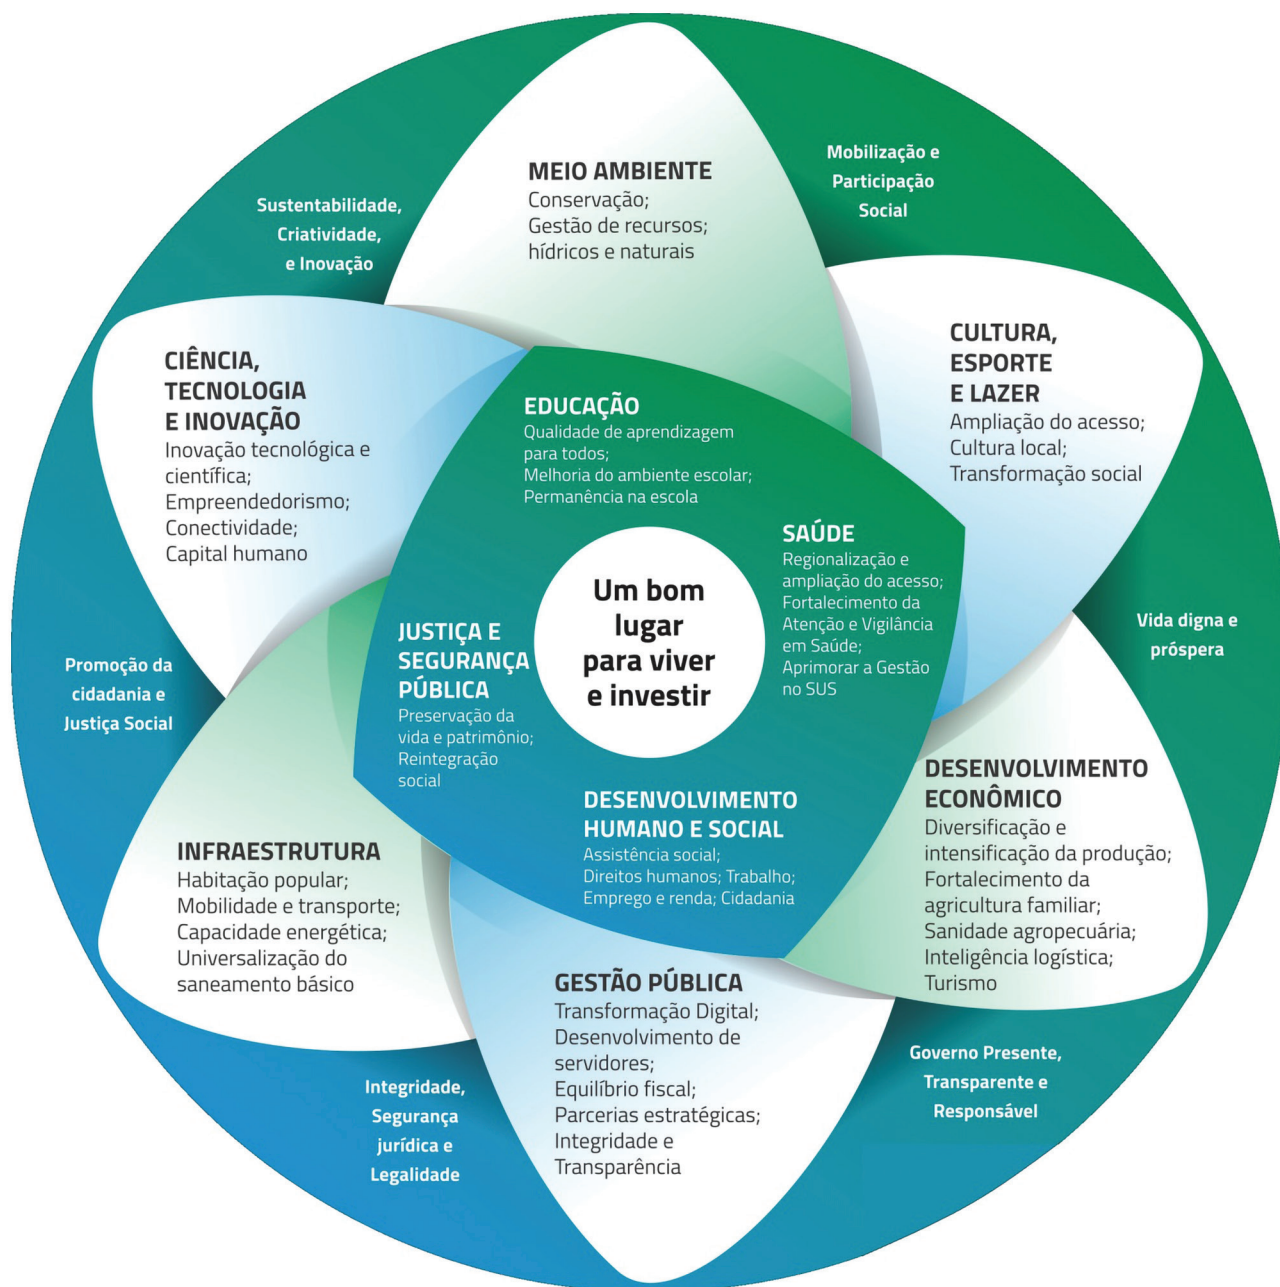 MEIO AMBIENTE
Conservação;
Gestão de recursos;
hídricos e naturais
Mobilização e
Participação
Social
Sustentabilidade,
Criatividade,
e Inovação
CULTURA,
ESPORTE
E LAZER
Ampliação do acesso;
Cultura local;
Transformação social
CIÊNCIA,
TECNOLOGIA
E INOVAÇÃO
Inovação tecnológica e
científica;
Empreendedorismo;
Conectividade;
Capital humano
EDUCAÇÃO
Qualidade de aprendizagem
para todos;
Melhoria do ambiente escolar;
Permanência na escola
SAÚDE
Regionalização e
ampliação do acesso;
Fortalecimento da
Atenção e Vigilância
em Saúde;
Aprimorar a Gestão
no SUS
Um bom
lugar
para viver
e investir
JUSTIÇA E
SEGURANÇA
PÚBLICA
Preservação da
vida e patrimônio;
Reintegração
social
Vida digna e
próspera
Promoção da
cidadania e
Justiça Social
DESENVOLVIMENTO
HUMANO E SOCIAL
Assistência social;
Direitos humanos; Trabalho;
Emprego e renda; Cidadania
DESENVOLVIMENTO
ECONÔMICO
Diversificação e
intensificação da produção;
Fortalecimento da
agricultura familiar;
Sanidade agropecuária;
Inteligência logística;
Turismo
INFRAESTRUTURA
Habitação popular;
Mobilidade e transporte;
Capacidade energética;
Universalização do
saneamento básico
GESTÃO PÚBLICA
Transformação Digital;
Desenvolvimento de
servidores;
Equilíbrio fiscal;
Parcerias estratégicas;
Integridade e
Transparência
Governo Presente,
Transparente e
Responsável
Integridade,
Segurança
jurídica e
Legalidade